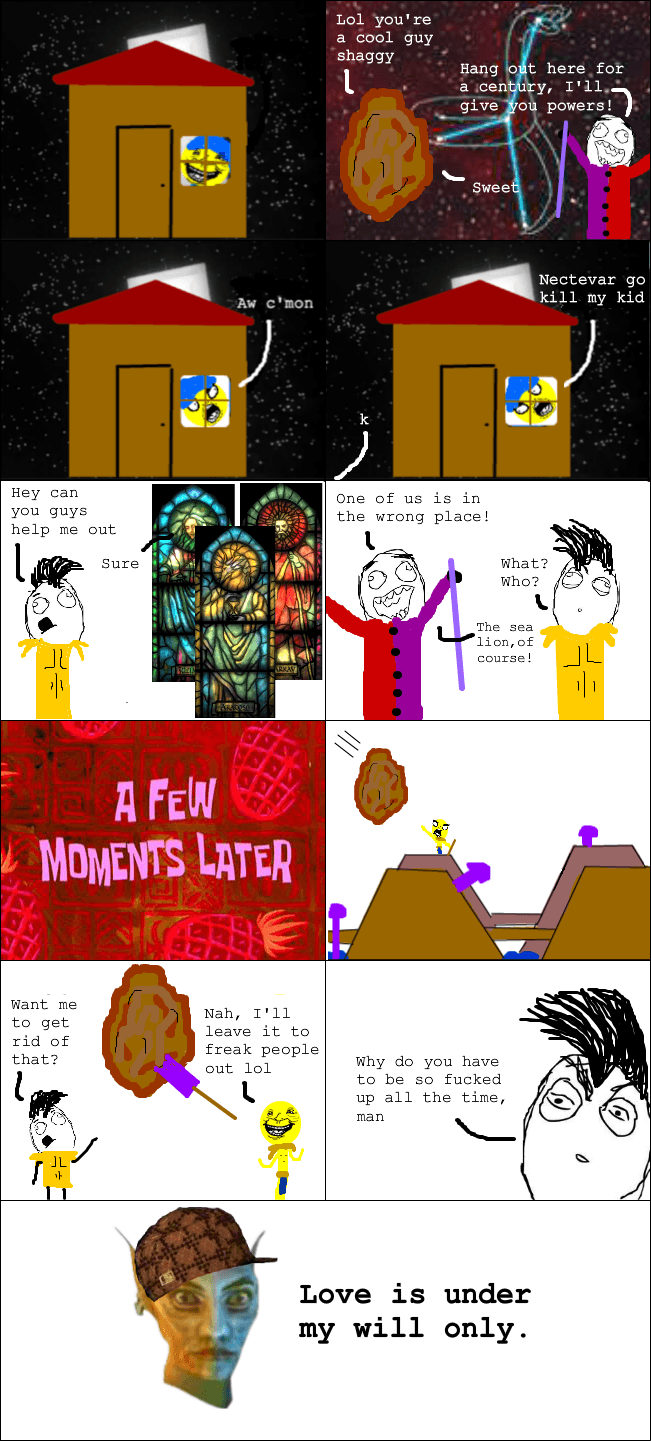 Lol you're
a cool guy
shaggy
Hang out here for
a century, I'll
give you powers!
Sweet
Aw c'mon
Nectevar go
kill my kid
k
Hey can
you guys
help me out
Sure
One of us is in
the wrong place!
What?
Who?
The sea
lion,of
course!
A FEW
MOMENTS LATER
Want me
to get
rid of
that?
Nah, I'll
leave it to
freak people
out lol
Why do you have
to be so fucked
up all the time,
man
Love is under
my will only.